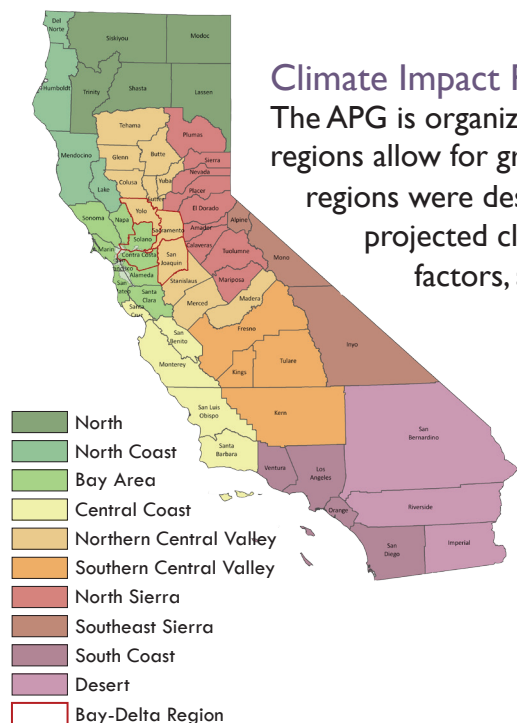 Del
Norte
Siskiyou
Modoc
Humboldt
Trinity
Shasta
Lassen
Climate Impact
The APG is organiz
regions allow for gr
regions were des
projected cl
factors,
Tehama
Plumas
Mendocino
Glenn
Butte
Sierra
Nevada
Colusa
Yuba
Lake
Sutter
Placer
El Dorado
Sonoma
Napa
Yolo
Sacramento
Amador
Alpine
Solano
Calaveras
Marin
Contra Costa
San
Joaquin
Tuolumne
Mono
San
Francisco
Alameda
Stanislaus
Mariposa
San
Mateo
Santa
Clara
Merced
Madera
Santa
Cruz
San
Benito
Fresno
Inyo
Monterey
Kings
Tulare
San Luis
Obispo
Kern
San
Bernardino
Santa
Barbara
Ventura
Los
Angeles
Orange
Riverside
San
Diego
Imperial
North
North Coast
Bay Area
Central Coast
Northern Central Valley
Southern Central Valley
North Sierra
Southeast Sierra
South Coast
Desert
Bay-Delta Region